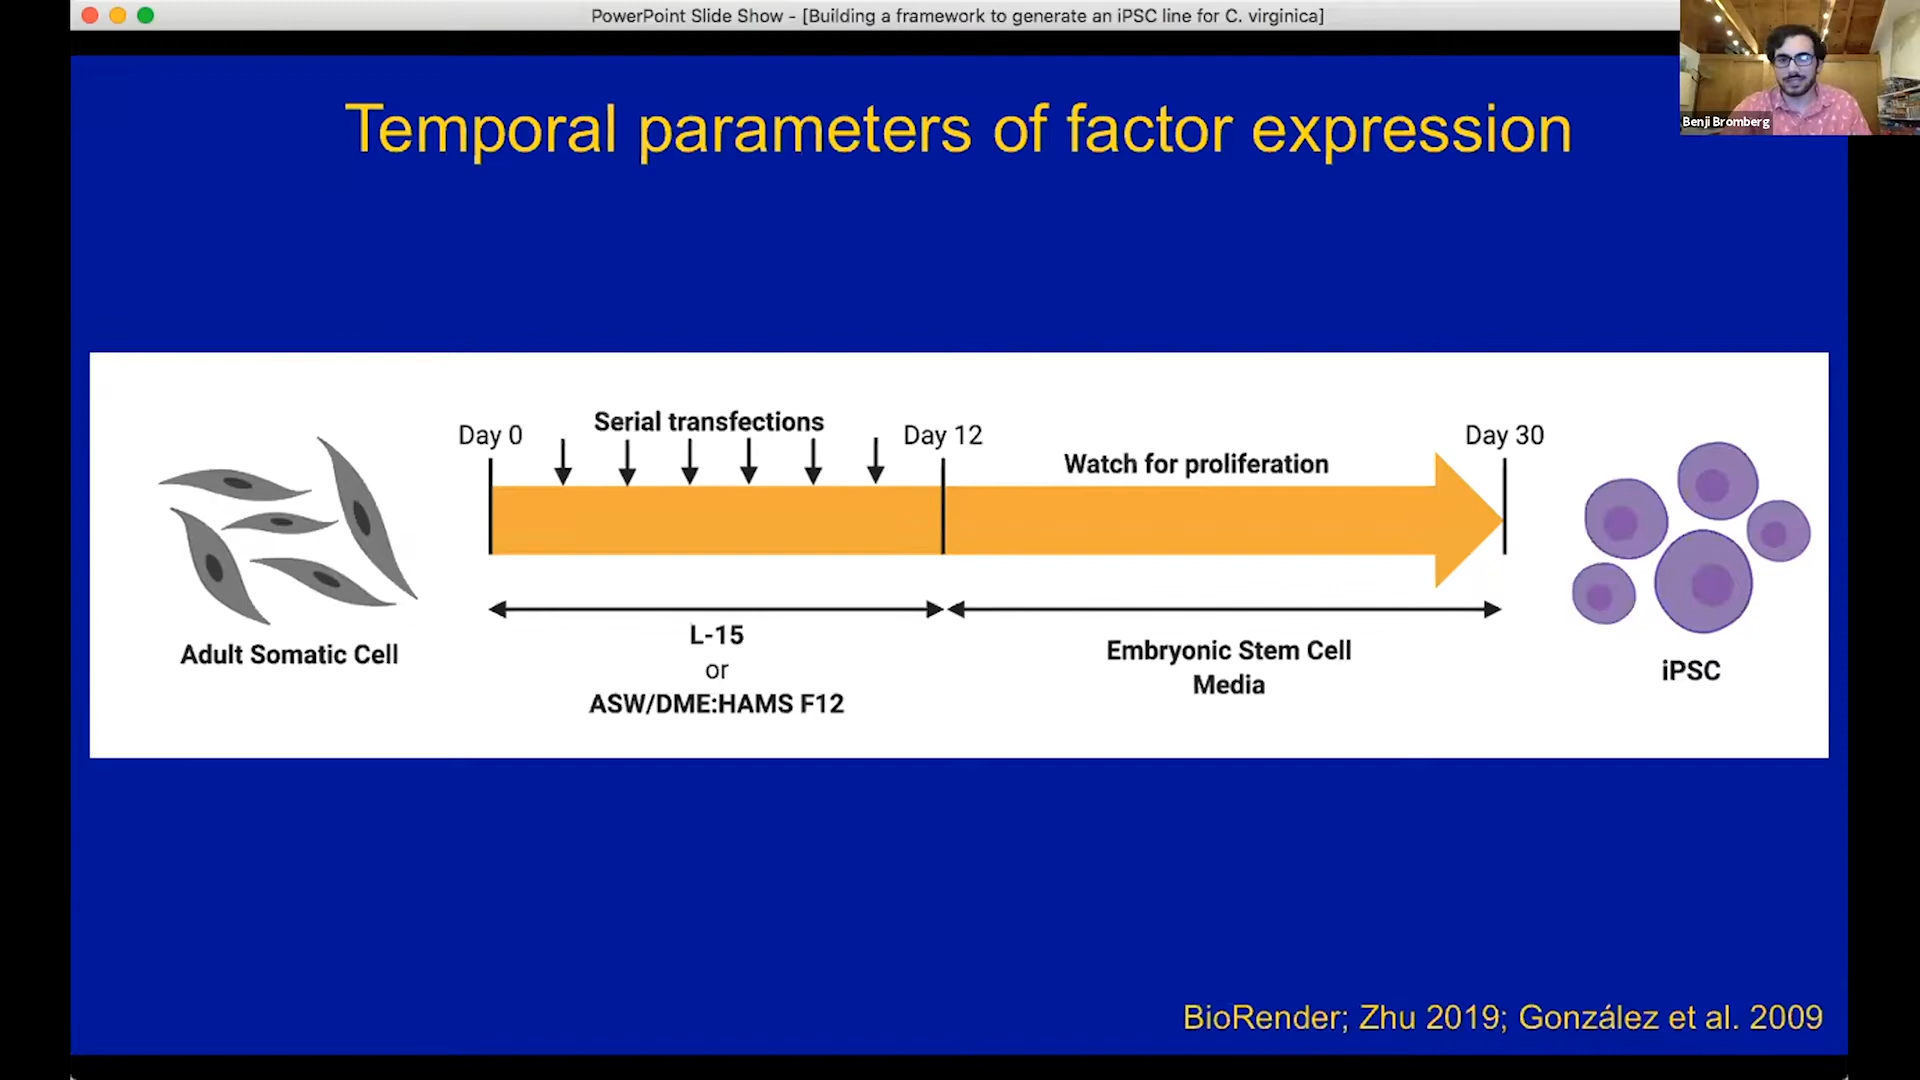 PowerPoint Slide Show - [Building a framework to generate an iPSC line for C. virginica]
Benji Bromberg
Temporal parameters of factor expression
Serial transfections
Day 0
Day 12
Day 30
Watch for proliferation
L-15
or
ASW/DME:HAMS F12
Embryonic Stem Cell
Media
Adult Somatic Cell
iPSC
BioRender; Zhu 2019; González et al. 2009